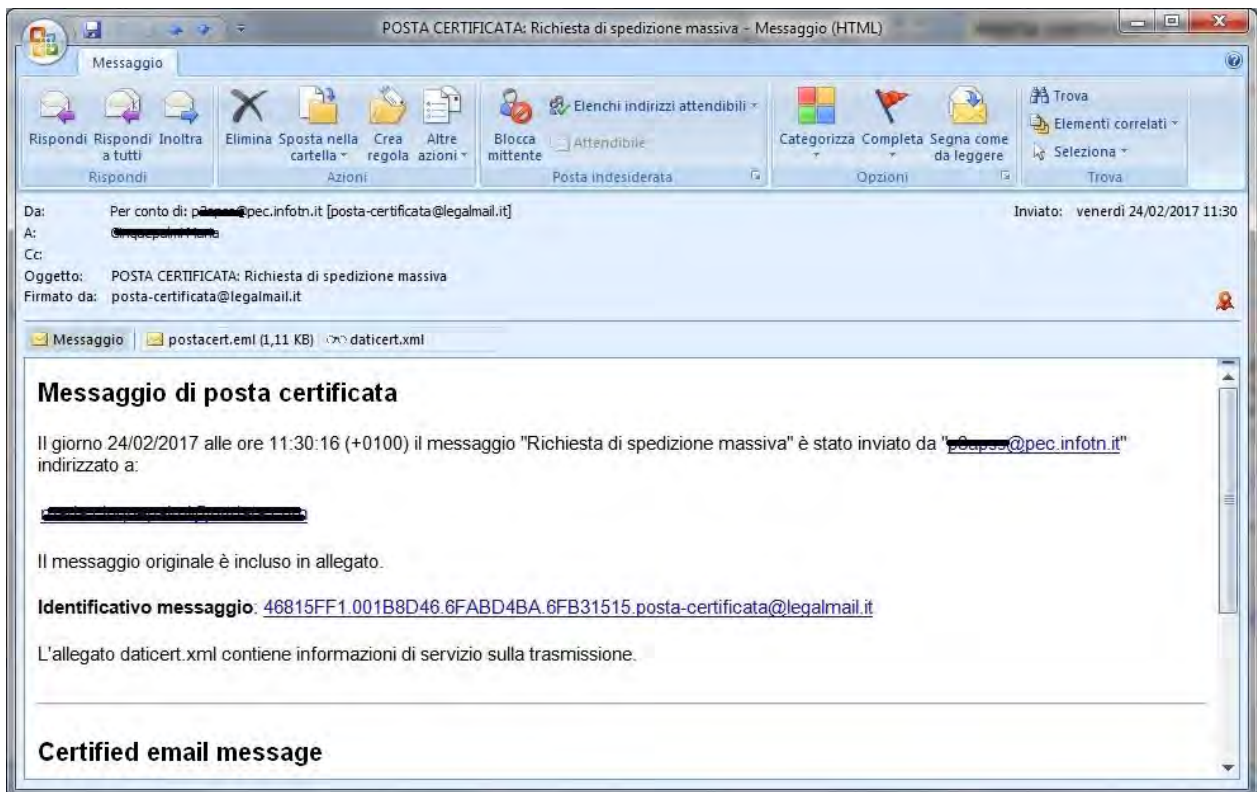 POSTA CERTIFICATA: Richiesta di spedizione massiva - Messaggio (HTML)
Messaggio
Rispondi Rispondi a tutti Inoltra
Elimina Sposta nella cartella Crea regola Altre azioni
Blocca mittente Elenchi indirizzi attendibili
Attendibile
Categorizza Completa Segna come da leggere
Trova
Elementi correlati
Seleziona
Rispondi Azioni Posta indesiderata Opzioni Trova
Da: Per conto di: @pec.infotn.it [posta-certificata@legalmail.it] Inviato: venerdì 24/02/2017 11:30
A:
Cc:
Oggetto: POSTA CERTIFICATA: Richiesta di spedizione massiva
Firmato da: posta-certificata@legalmail.it
Messaggio postacert.eml (1,11 KB) daticert.xml
Messaggio di posta certificata
Il giorno 24/02/2017 alle ore 11:30:16 (+0100) il messaggio "Richiesta di spedizione massiva" è stato inviato da "@pec.infotn.it"
indirizzato a:
Il messaggio originale è incluso in allegato.
Identificativo messaggio: 46815FF1.001B8D46.6FABD4BA.6FB31515.posta-certificata@legalmail.it
L'allegato daticert.xml contiene informazioni di servizio sulla trasmissione.
Certified email message